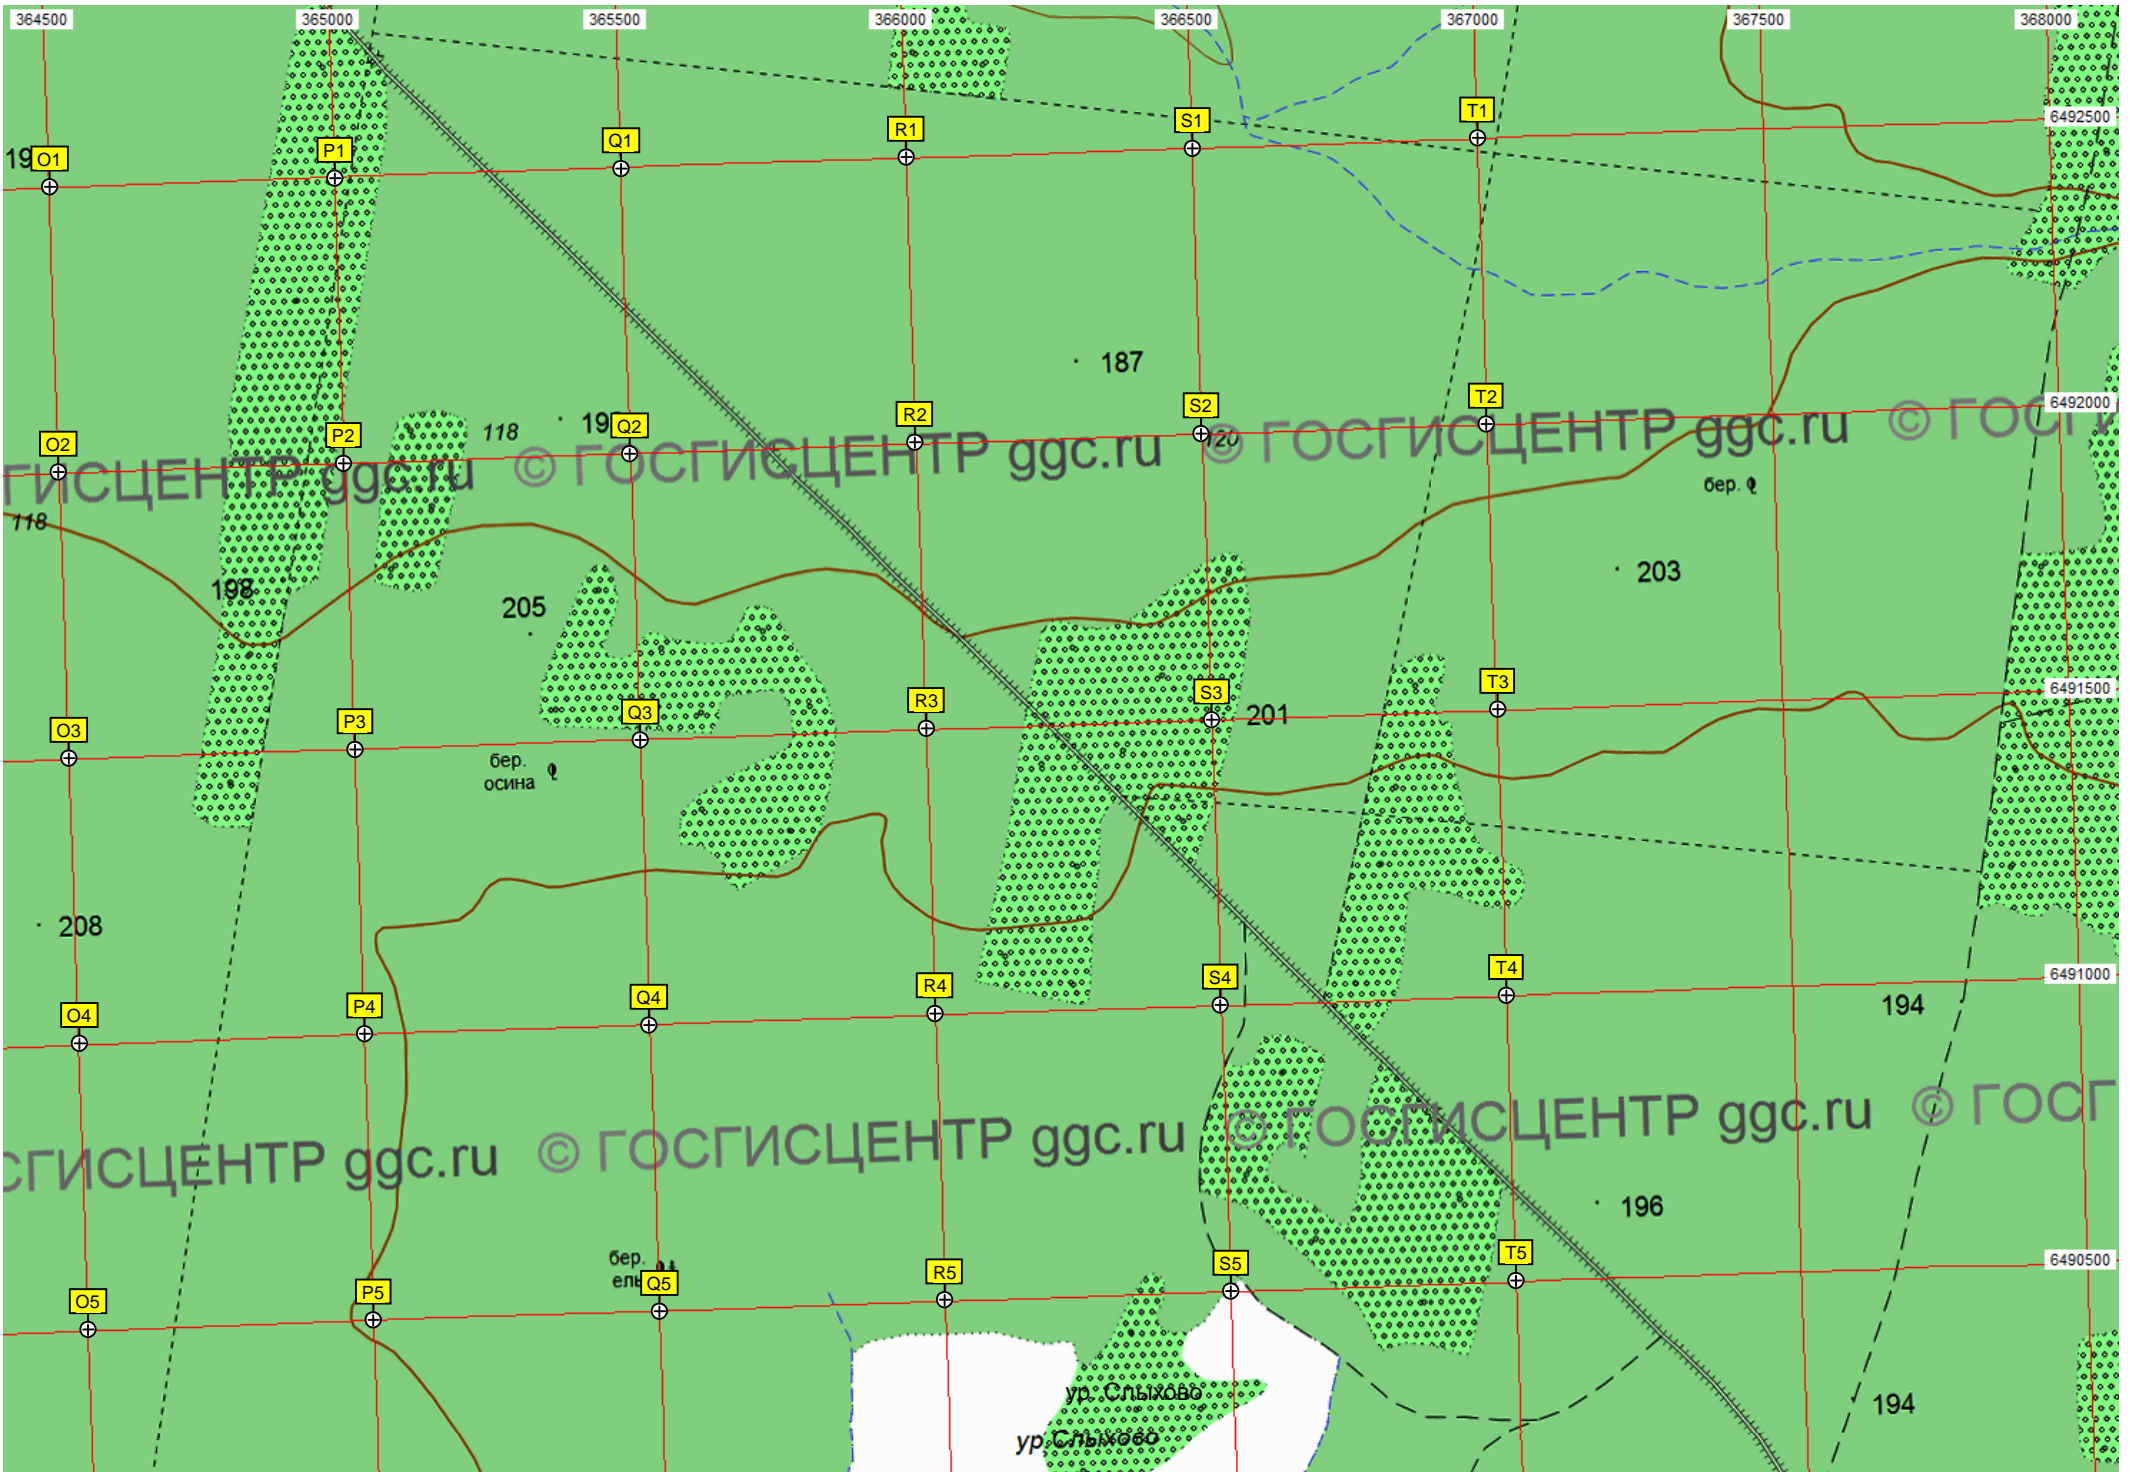 364500 365000 365500 366000 366500 367000 367500 368000
6492500
T1
S1
R1
Q1
P1
O1
187
6492000
T2
S2
R2
Q2
P2
O2
118
120
ГИСЦЕНТР ggc.ru © ГОСГИСЦЕНТР ggc.ru © ГОСГИСЦЕНТР ggc.ru ©
бер.
118
203
198
205
6491500
T3
S3
R3
Q3
P3
O3
201
бер.
осина
208
6491000
T4
S4
R4
Q4
P4
O4
194
СГИСЦЕНТР ggc.ru © ГОСГИСЦЕНТР ggc.ru © ГОСГИСЦЕНТР ggc.ru ©
196
6490500
T5
S5
R5
Q5
P5
O5
бер.
ур. Слыхово
194
ур.Слыхово